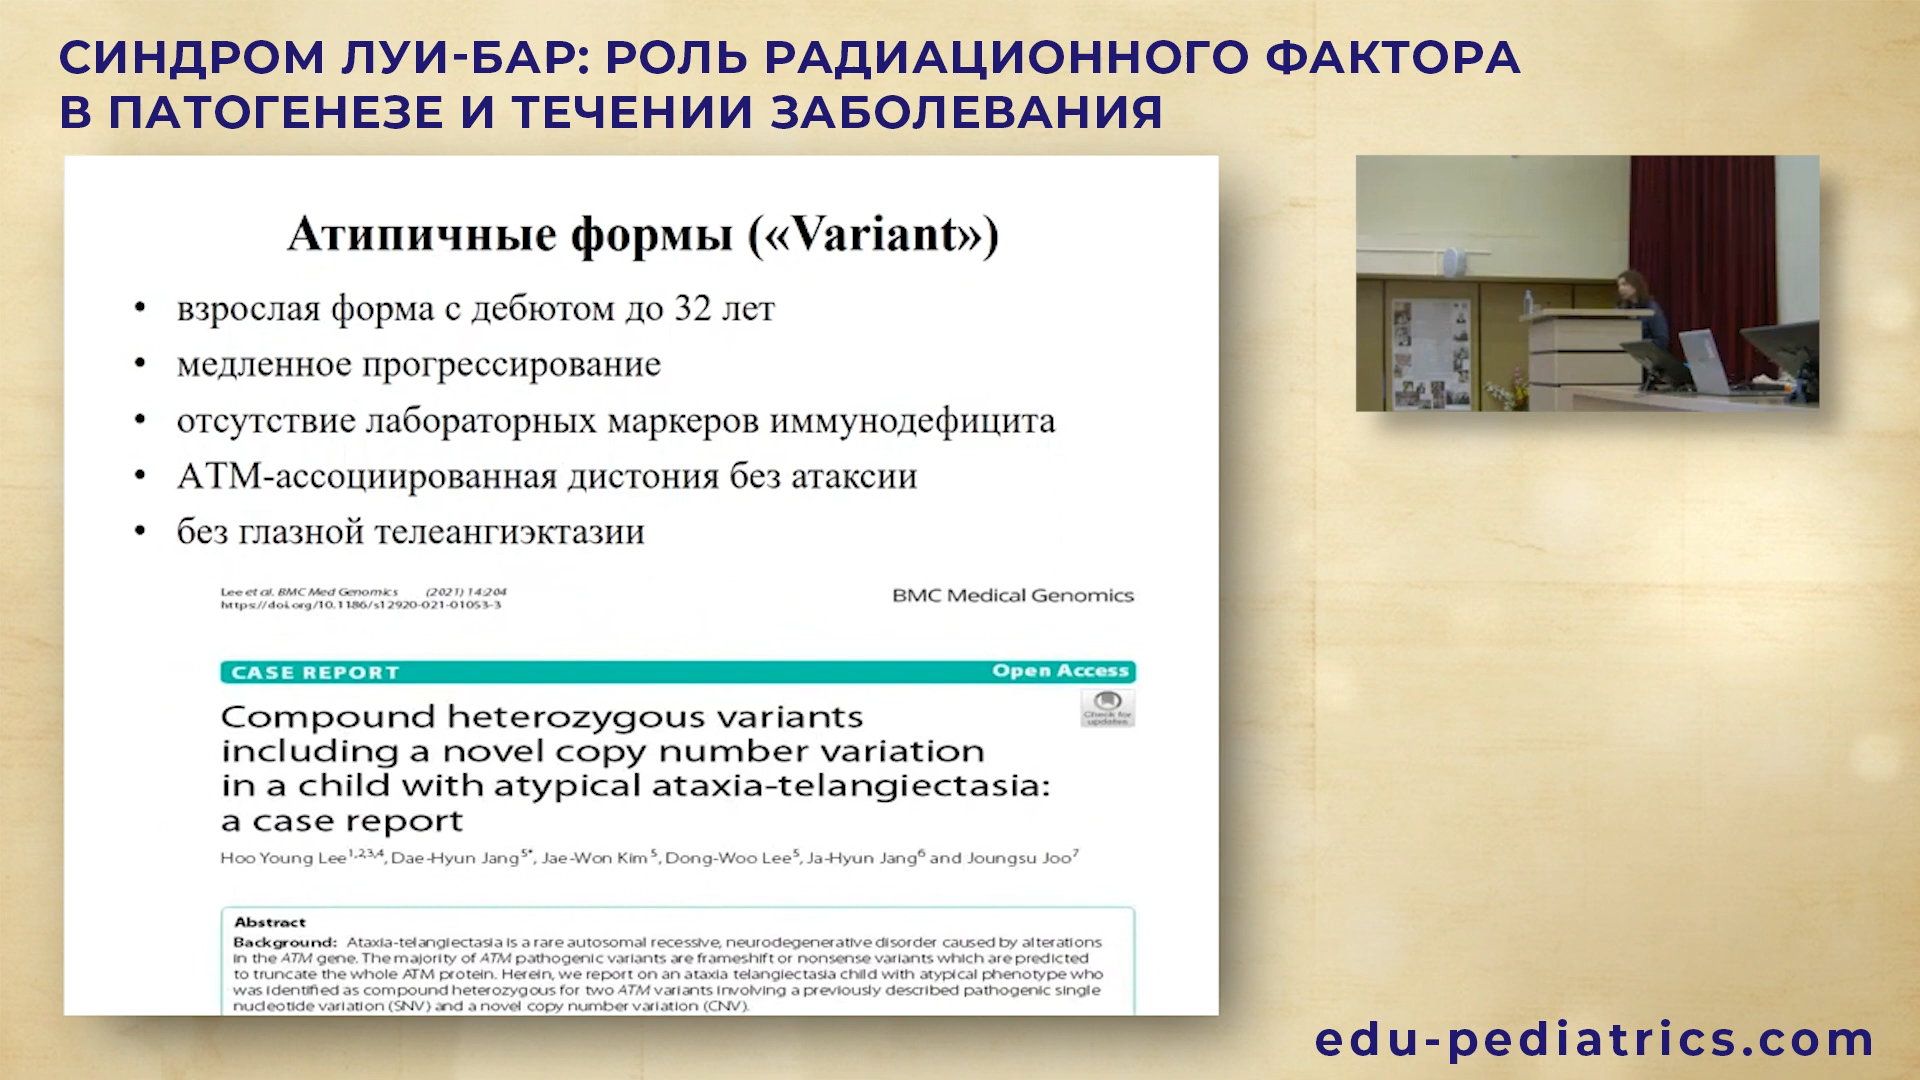 СИНДРОМ ЛУИ-БАР: РОЛЬ РАДИАЦИОННОГО ФАКТОРА
В ПАТОГЕНЕЗЕ И ТЕЧЕНИИ ЗАБОЛЕВАНИЯ
Атипичные формы («Variant»)
• взрослая форма с дебютом до 32 лет
• медленное прогрессирование
• отсутствие лабораторных маркеров иммунодефицита
• АТМ-ассоциированная дистония без атаксии
• без глазной телеангиэктазии
Lee et al. BMC Med Genomics (2021) 14:204
https://doi.org/10.1186/s12920-021-01053-3
BMC Medical Genomics
CASE REPORT
Open Access
Check for
updates
Compound heterozygous variants
including a novel copy number variation
in a child with atypical ataxia-telangiectasia:
a case report
Hoo Young Lee1,2,3,4, Dae-Hyun Jang5*, Jae-Won Kim5, Dong-Woo Lee5, Ja-Hyun Jang6 and Joungsu Joo7
Abstract
Background: Ataxia-telangiectasia is a rare autosomal recessive, neurodegenerative disorder caused by alterations
in the ATM gene. The majority of ATM pathogenic variants are frameshift or nonsense variants which are predicted
to truncate the whole ATM protein. Herein, we report on an ataxia telangiectasia child with atypical phenotype who
was identified as compound heterozygous for two ATM variants involving a previously described pathogenic single
nucleotide variation (SNV) and a novel copy number variation (CNV).
edu-pediatrics.com